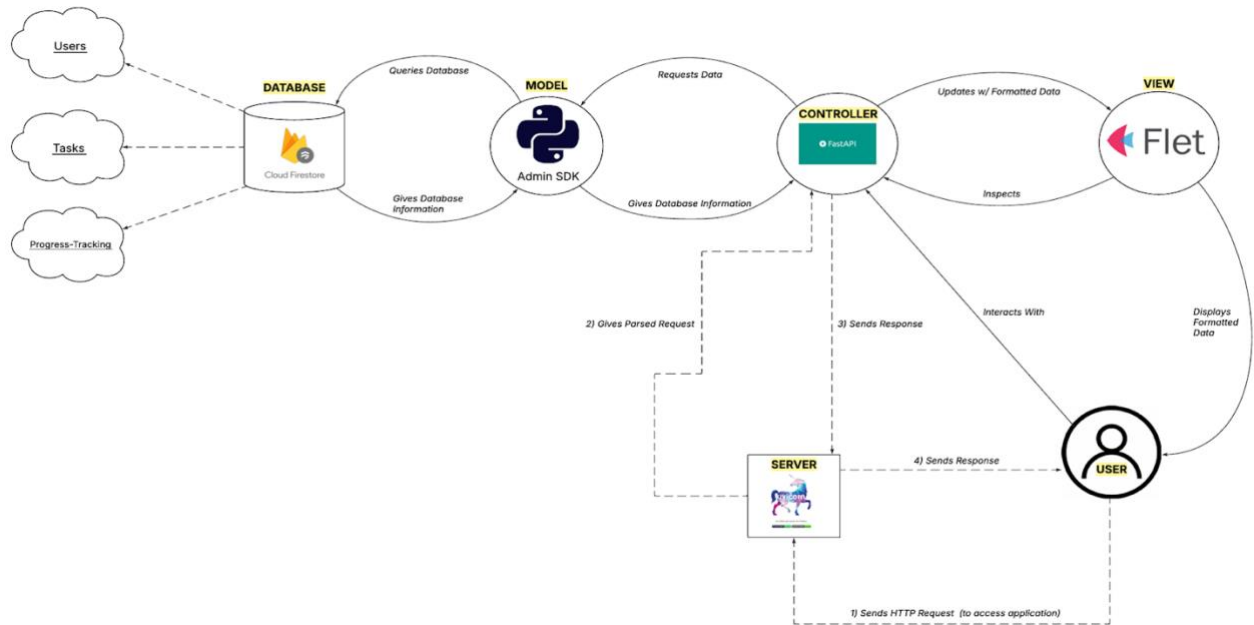 Users
Tasks
Progress-Tracking
DATABASE
Cloud Firestore
Queries Database
Gives Database
Information
MODEL
Admin SDK
Requests Data
Gives Database Information
CONTROLLER
FastAPI
Updates w/ Formatted Data
Inspects
VIEW
Flet
2) Gives Parsed Request
3) Sends Response
Interacts With
Displays
Formatted
Data
SERVER
4) Sends Response
USER
1) Sends HTTP Request (to access application)